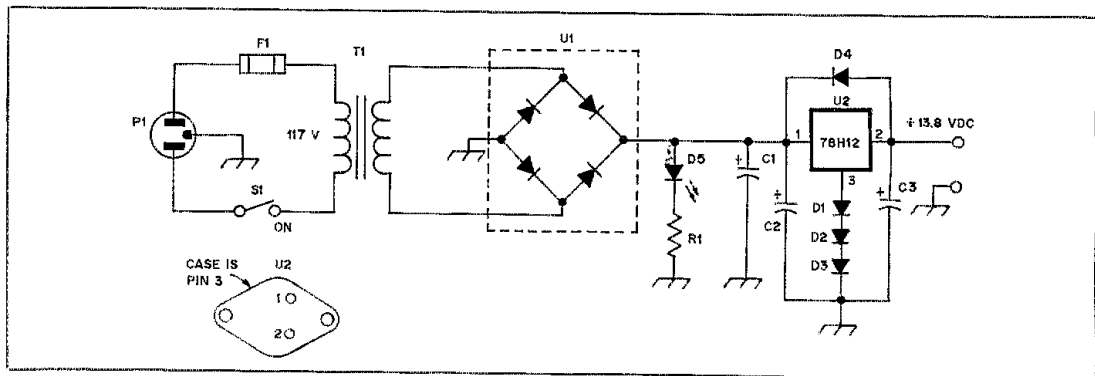 F1
T1
U1
D4
U2
P1
117 V
+ 13.8 VDC
1
78H12
2
D5
+
C1
3
S1
ON
+
C2
D1
D2
D3
+
C3
R1
CASE IS
PIN 3
U2
1
2